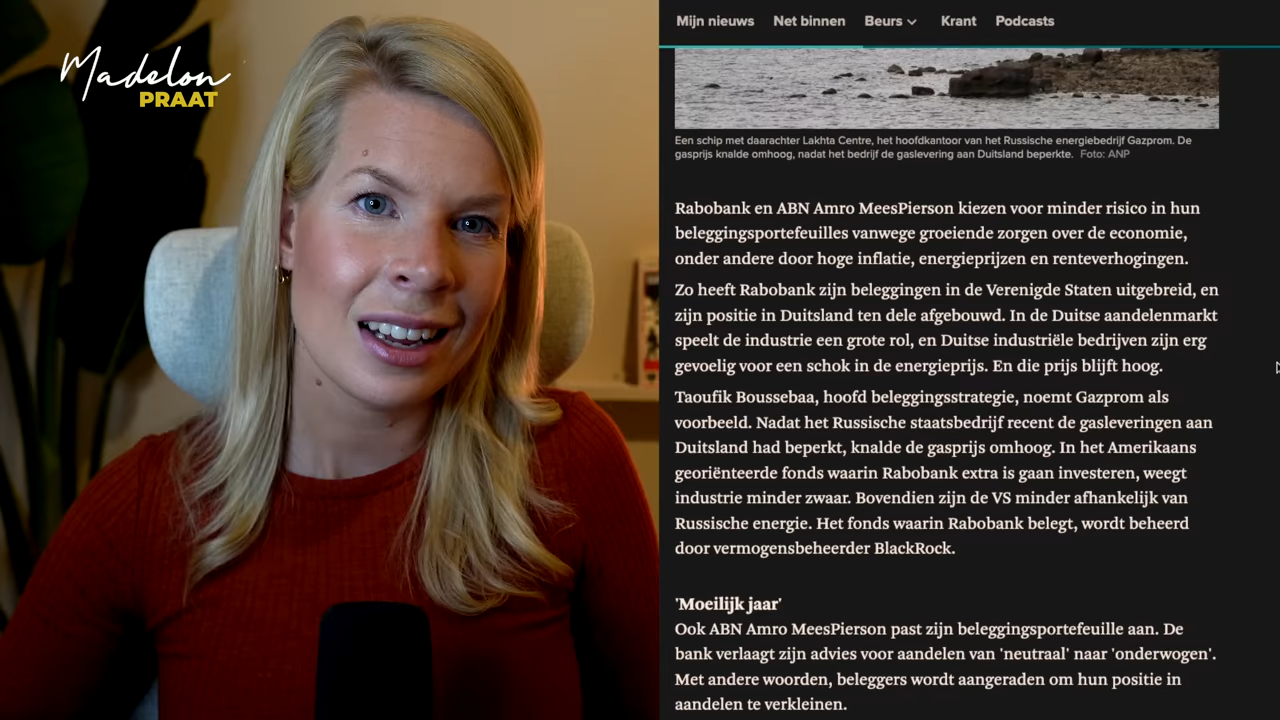 Madelon
PRAAT
Mijn nieuws Net binnen Beurs Krant Podcasts
Een schip met daarachter Lakhta Centre, het hoofdkantoor van het Russische energiebedrijf Gazprom. De
gasprijs knalde omhoog, nadat het bedrijf de gaslevering aan Duitsland beperkte. Foto: ANP
Rabobank en ABN Amro MeesPierson kiezen voor minder risico in hun
beleggingsportefeuilles vanwege groeiende zorgen over de economie,
onder andere door hoge inflatie, energieprijzen en renteverhogingen.
Zo heeft Rabobank zijn beleggingen in de Verenigde Staten uitgebreid, en
zijn positie in Duitsland ten dele afgebouwd. In de Duitse aandelenmarkt
speelt de industrie een grote rol, en Duitse industriële bedrijven zijn erg
gevoelig voor een schok in de energieprijs. En die prijs blijft hoog.
Taoufik Boussebaa, hoofd beleggingsstrategie, noemt Gazprom als
voorbeeld. Nadat het Russische staatsbedrijf recent de gasleveringen aan
Duitsland had beperkt, knalde de gasprijs omhoog. In het Amerikaans
georiënteerde fonds waarin Rabobank extra is gaan investeren, weegt
industrie minder zwaar. Bovendien zijn de VS minder afhankelijk van
Russische energie. Het fonds waarin Rabobank belegt, wordt beheerd
door vermogensbeheerder BlackRock.
'Moeilijk jaar'
Ook ABN Amro MeesPierson past zijn beleggingsportefeuille aan. De
bank verlaagt zijn advies voor aandelen van 'neutraal' naar 'onderwogen'.
Met andere woorden, beleggers wordt aangeraden om hun positie in
aandelen te verkleinen.